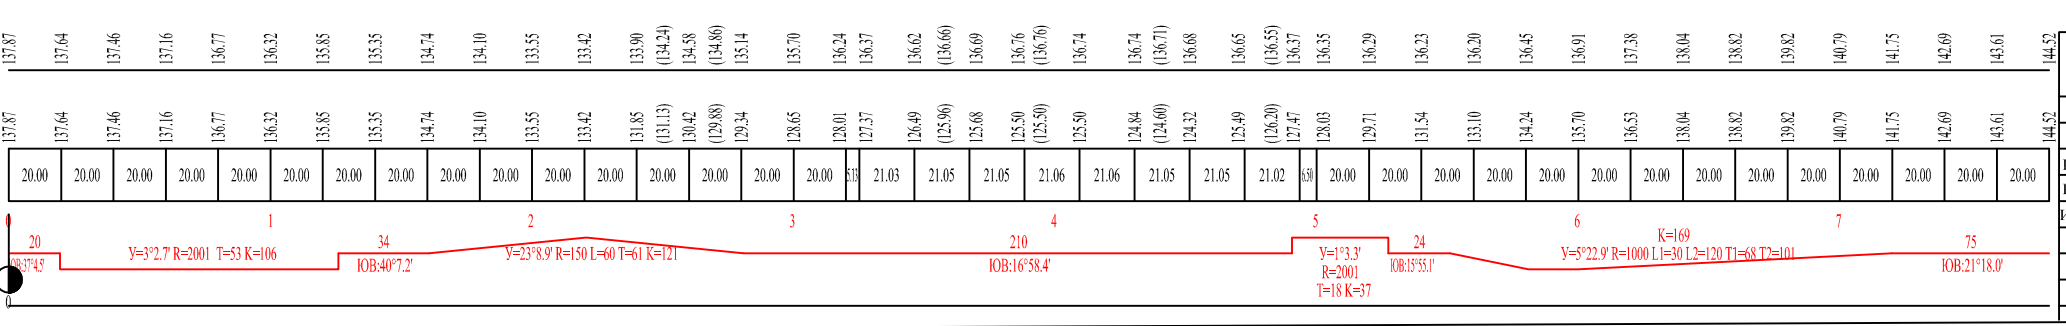 137.87 137.64 137.46 137.16 136.77 136.32 135.85 135.35 134.74 134.10 133.55 133.42 133.90 (134.24) 134.58 (134.86) 135.14 135.70 136.24 136.37 136.62 (136.66) 136.69 136.76 (136.76) 136.74 136.74 (136.71) 136.68 136.65 (136.55) 136.37 136.35 136.29 136.23 136.20 136.45 136.91 137.38 138.04 138.82 139.82 140.79 141.75 142.69 143.61 144.52
137.87 137.64 137.46 137.16 136.77 136.32 135.85 135.35 134.74 134.10 133.55 133.42 131.85 (131.13) 130.42 (129.88) 129.34 128.65 128.01 127.37 126.49 (125.96) 125.68 125.50 (125.50) 125.50 124.84 (124.60) 124.32 125.49 (126.20) 127.47 128.03 129.71 131.54 133.10 134.24 135.70 136.53 138.04 138.82 139.82 140.79 141.75 142.69 143.61 144.52
20.00 20.00 20.00 20.00 20.00 20.00 20.00 20.00 20.00 20.00 20.00 20.00 20.00 20.00 20.00 20.00 5.13 21.03 21.05 21.05 21.06 21.06 21.05 21.05 21.02 6.50 20.00 20.00 20.00 20.00 20.00 20.00 20.00 20.00 20.00 20.00 20.00 20.00 20.00 20.00
0 1 2 3 4 5 6 7
20 34 210 24 K=169 75
У=3°2.7' R=2001 T=53 K=106 У=23°8.9' R=150 L=60 T=61 K=121 У=1°3.3' У=5°22.9' R=1000 L1=30 L2=120 T1=68 T2=101
ЮВ:37°4.5' ЮВ:40°7.2' ЮВ:16°58.4' R=2001 ЮВ:15°55.1' ЮВ:21°18.0'
T=18 K=37
0